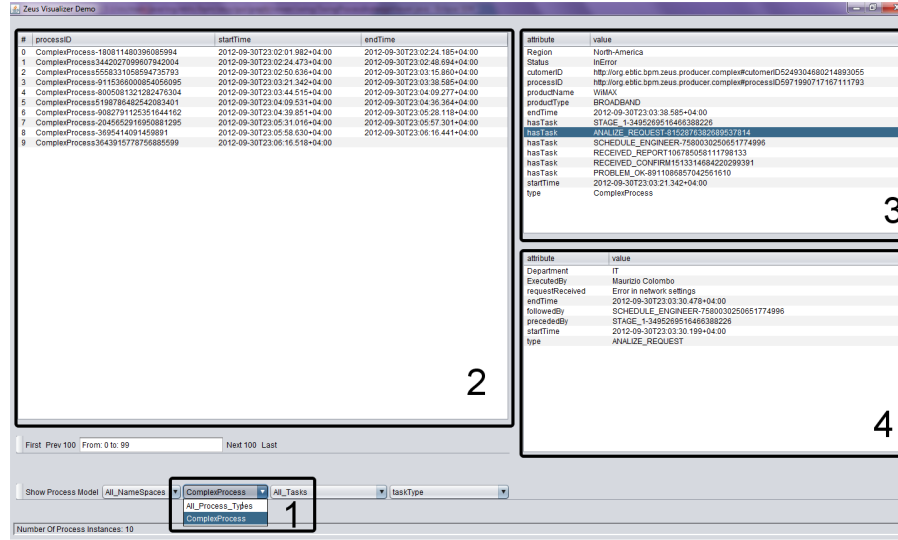 Zeus Visualizer Demo
# processID startTime endTime
0 ComplexProcess-180811480396085994 2012-09-30T23:02:01.982+04:00 2012-09-30T23:02:24.185+04:00
1 ComplexProcess3442027099607942004 2012-09-30T23:02:24.473+04:00 2012-09-30T23:02:48.694+04:00
2 ComplexProcess5558331058594735793 2012-09-30T23:02:50.636+04:00 2012-09-30T23:03:15.860+04:00
3 ComplexProcess-9115366000854056095 2012-09-30T23:03:21.342+04:00 2012-09-30T23:03:38.585+04:00
4 ComplexProcess-8005081321282476304 2012-09-30T23:03:44.515+04:00 2012-09-30T23:04:09.277+04:00
5 ComplexProcess5198786482542083401 2012-09-30T23:04:09.531+04:00 2012-09-30T23:04:36.364+04:00
6 ComplexProcess-9082791125351644162 2012-09-30T23:04:39.851+04:00 2012-09-30T23:05:28.118+04:00
7 ComplexProcess-2045652916950881295 2012-09-30T23:05:31.016+04:00 2012-09-30T23:05:57.301+04:00
8 ComplexProcess-3695414091459891 2012-09-30T23:05:58.630+04:00 2012-09-30T23:06:16.441+04:00
9 ComplexProcess3643915778756885599 2012-09-30T23:06:16.518+04:00
2
First Prev 100 From: 0 to: 99 Next 100 Last
attribute value
Region North-America
Status InError
cutomerID http://org.ebtic.bpm.zeus.producer.complex#cutomerID5249304680214893055
processID http://org.ebtic.bpm.zeus.producer.complex#processID5971990717167111793
productName WiMAX
productType BROADBAND
endTime 2012-09-30T23:03:38.585+04:00
hasTask STAGE_1-3495269516466388226
hasTask ANALIZE_REQUEST-8152876382689537814
hasTask SCHEDULE_ENGINEER-7580030250651774996
hasTask RECEIVED_REPORT106785058111798133
hasTask RECEIVED_CONFIRM1513314684220299391
hasTask PROBLEM_OK-8911086857042561610
startTime 2012-09-30T23:03:21.342+04:00
type ComplexProcess
3
attribute value
Department IT
ExecutedBy Maurizio Colombo
requestReceived Error in network settings
endTime 2012-09-30T23:03:30.478+04:00
followedBy SCHEDULE_ENGINEER-7580030250651774996
precededBy STAGE_1-3495269516466388226
startTime 2012-09-30T23:03:30.199+04:00
type ANALIZE_REQUEST
4
Show Process Model All_NameSpaces ComplexProcess All_Tasks taskType
All_Process_Types
ComplexProcess
1
Number Of Process Instances: 10